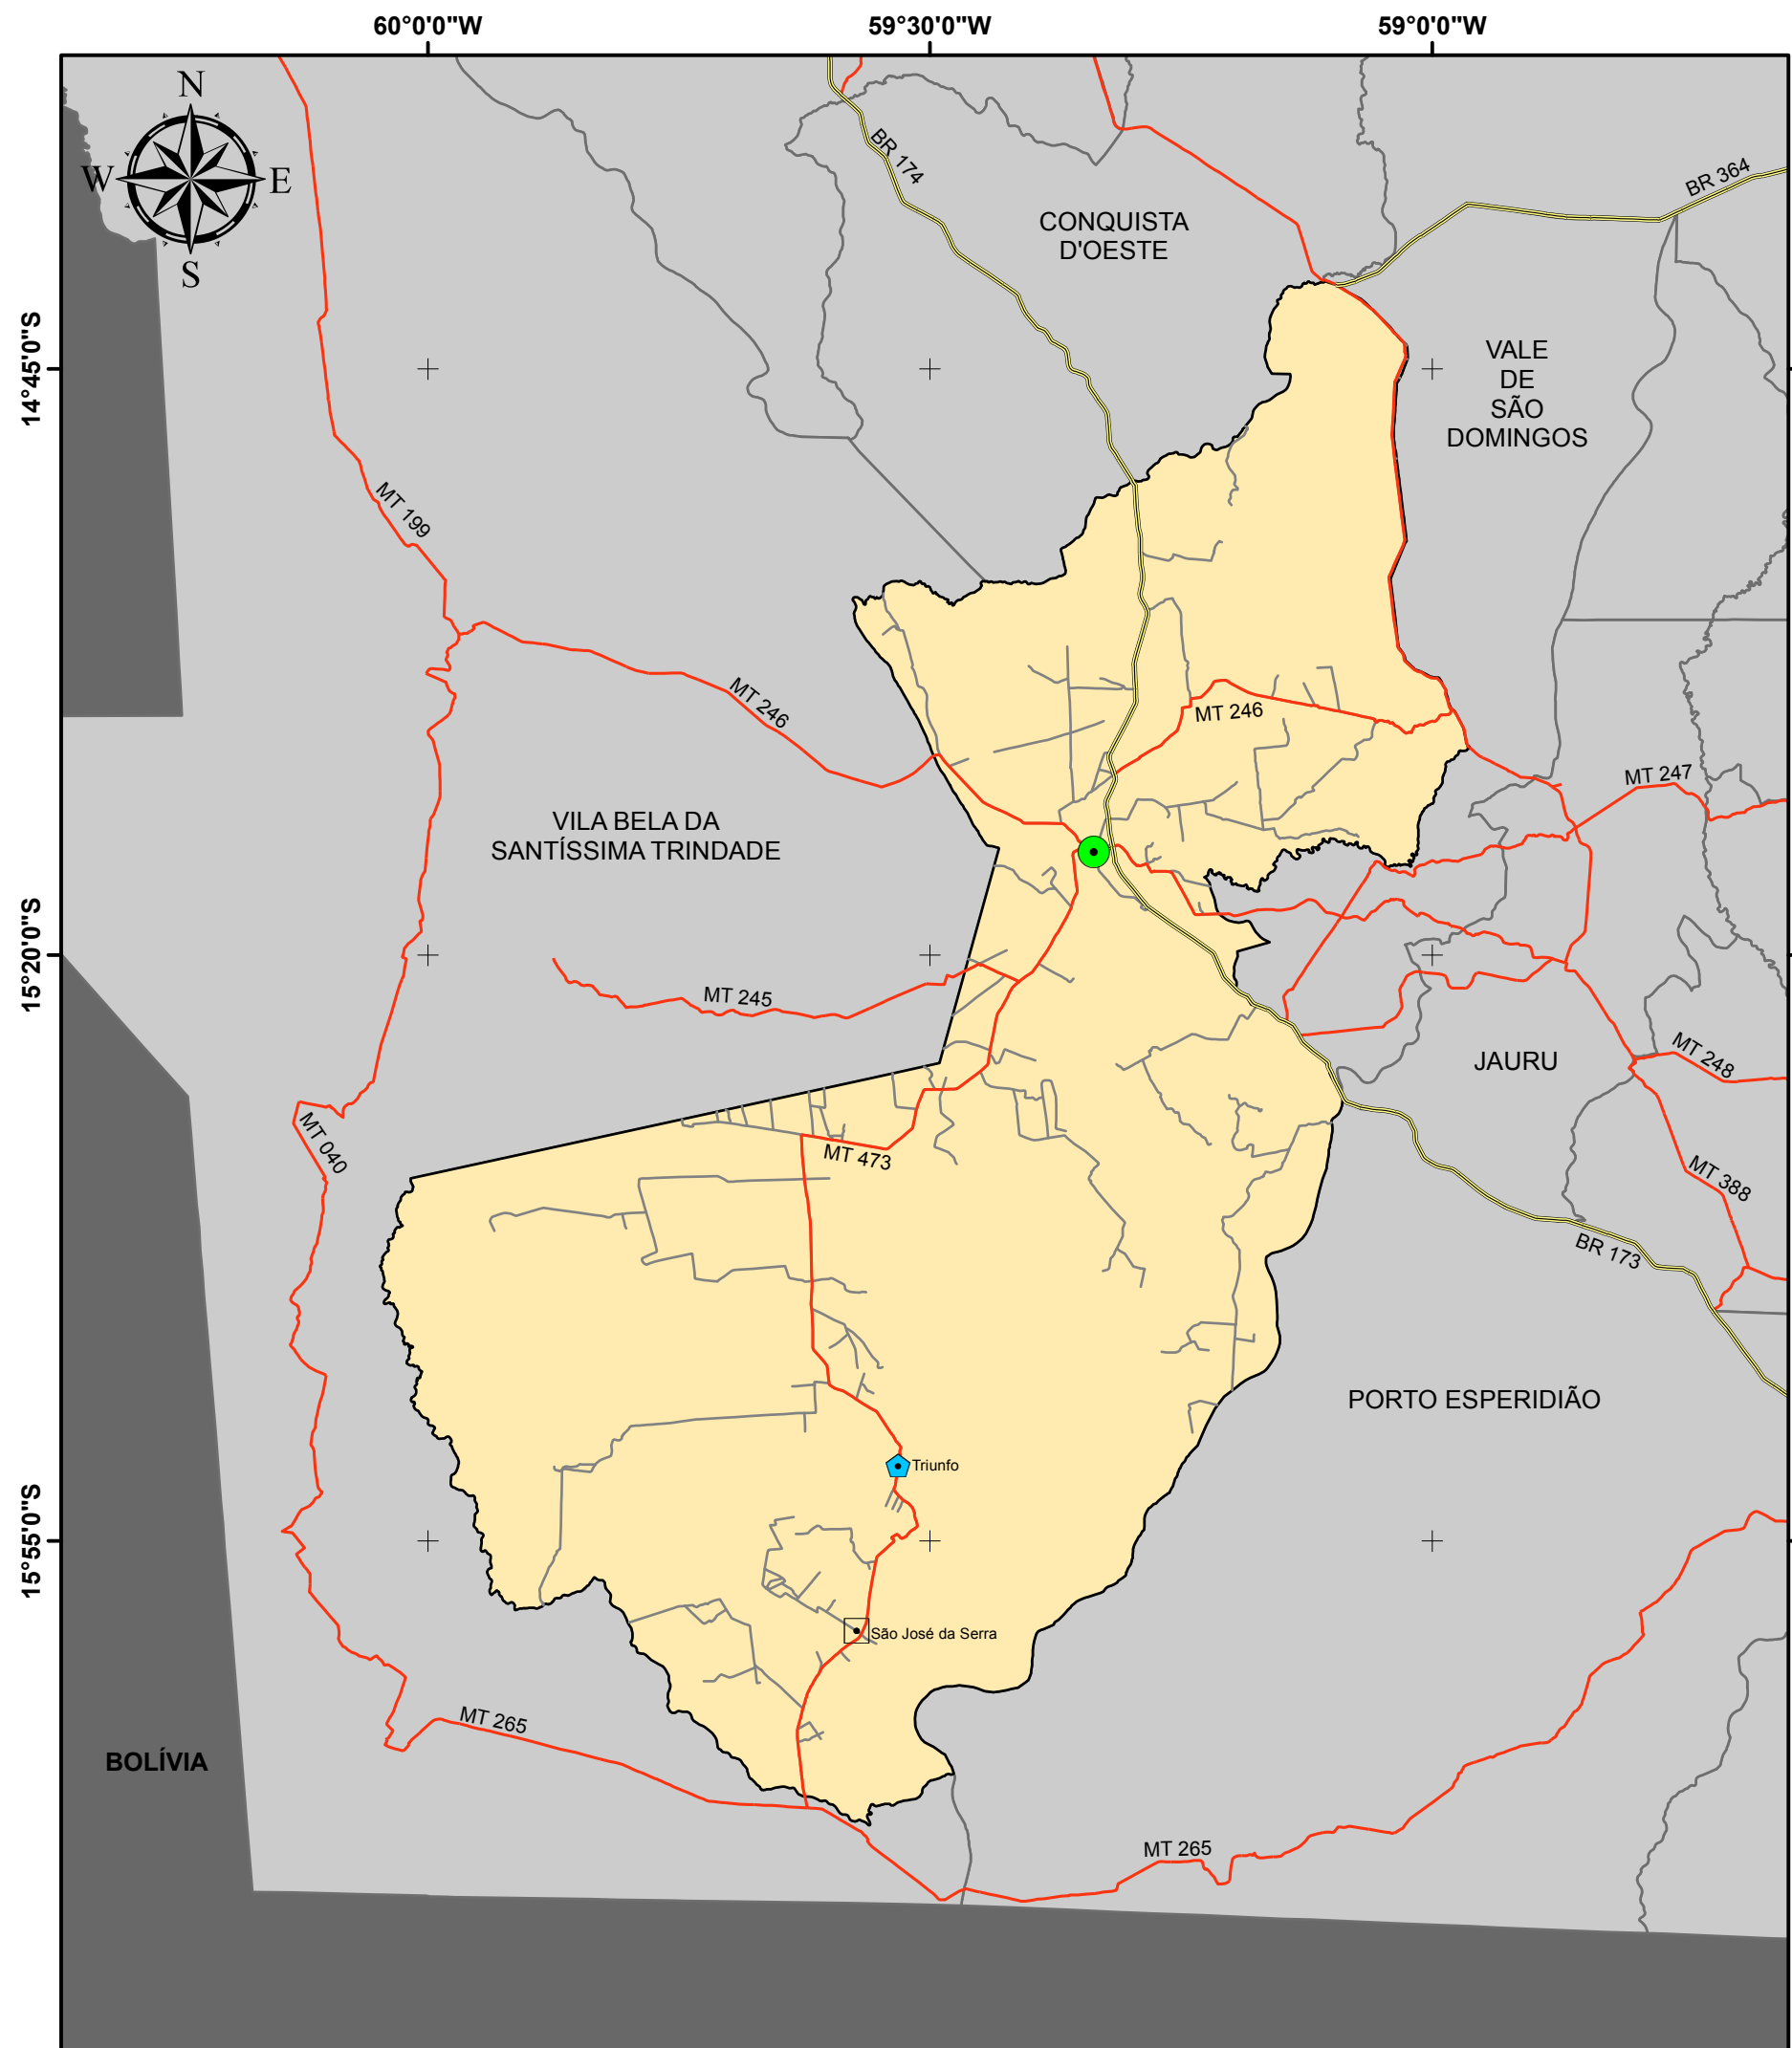 60°0'0"W
59°30'0"W
59°0'0"W
N
W
E
S
BR 174
BR 364
CONQUISTA
D'OESTE
14°45'0"S
VALE
DE
SÃO
DOMINGOS
MT 199
MT 246
MT 246
MT 247
VILA BELA DA
SANTÍSSIMA TRINDADE
15°20'0"S
MT 245
JAURU
MT 248
MT 040
MT 473
MT 388
BR 173
PORTO ESPERIDIÃO
Triunfo
15°55'0"S
São José da Serra
MT 265
BOLÍVIA
MT 265